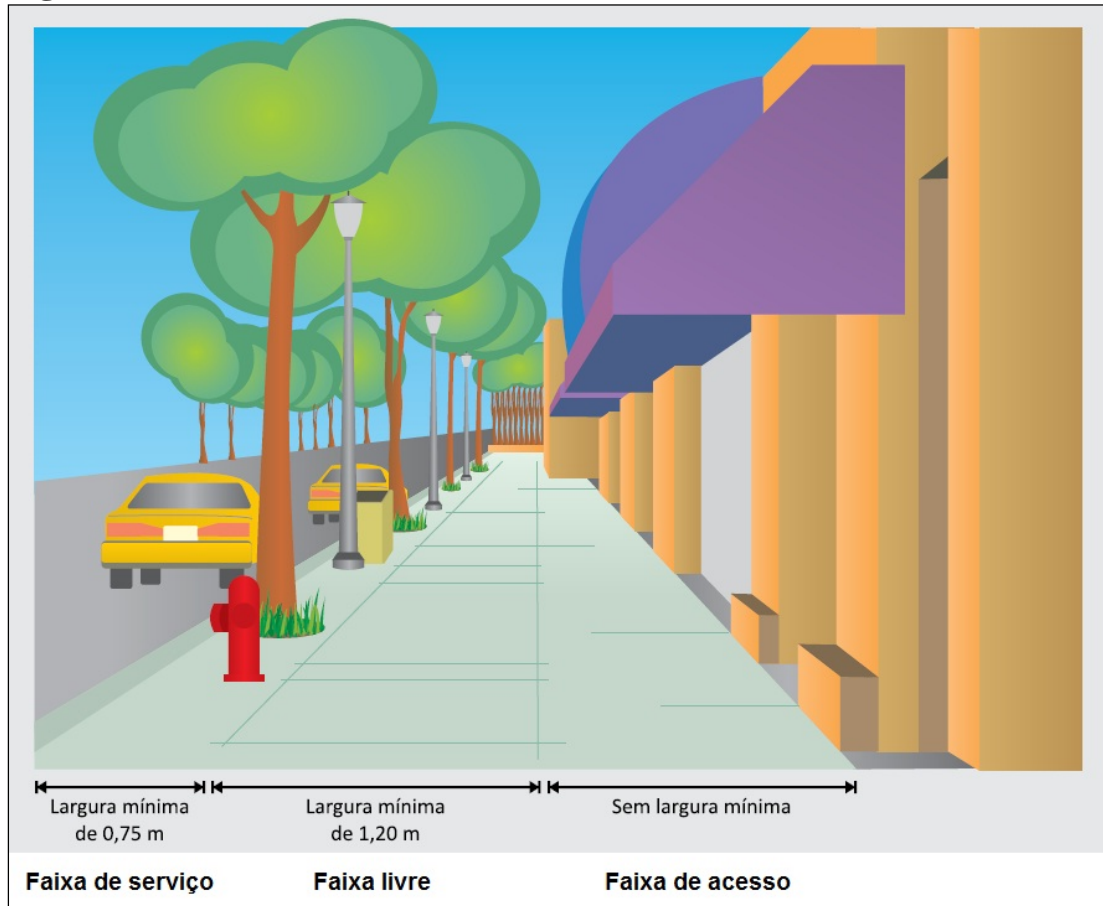 Largura mínima
de 0,75 m
Largura mínima
de 1,20 m
Sem largura mínima
Faixa de serviço
Faixa livre
Faixa de acesso